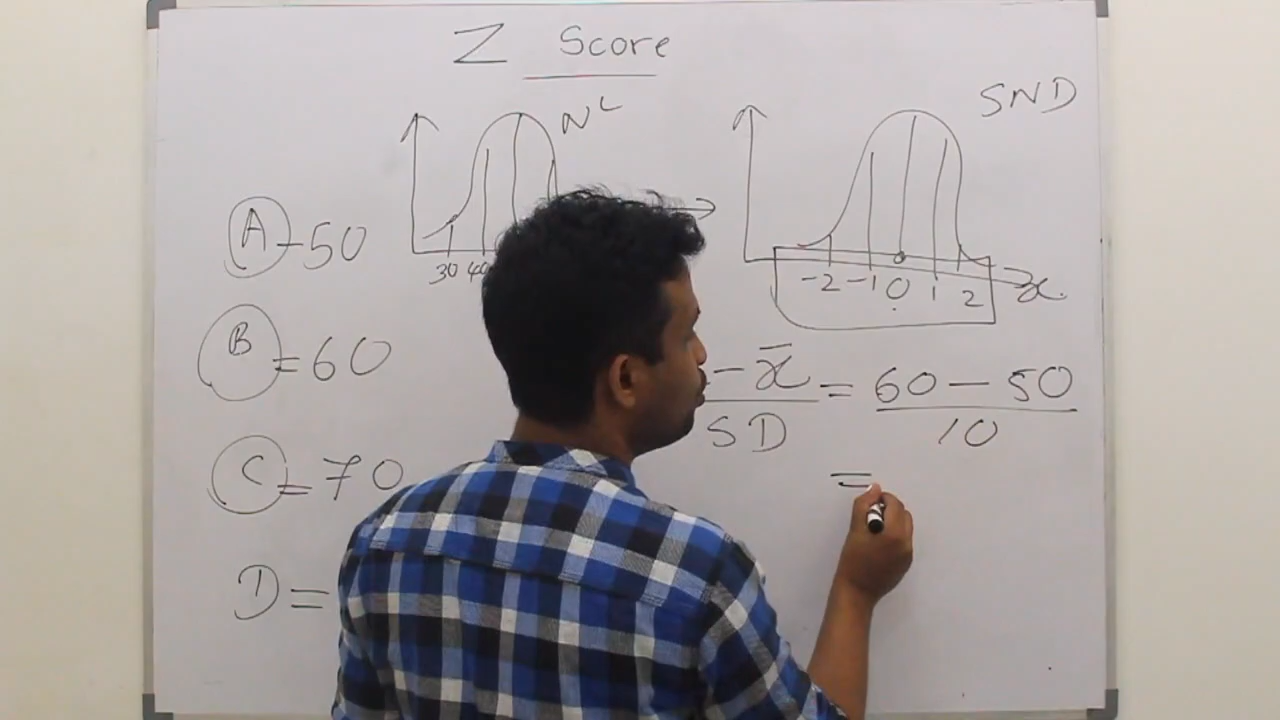 Z Score
SND
A - 50
30 40
-2 -1 0 1 2 x
B = 60
- x̄ = 60 - 50
SD 10
C = 70
=
D =